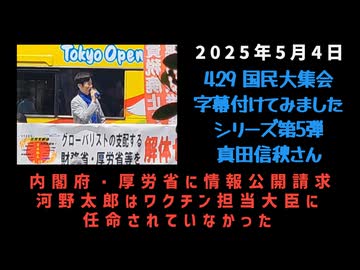 Tokyo Open
2025年5月4日
429 国民大集会
字幕付けてみました
シリーズ第5弾
真田信秧さん
グローバリストの支配する
財務省・厚労省等を
解体
内閣府・厚労省に情報公開請求
河野太郎はワクチン担当大臣に
任命されていなかった